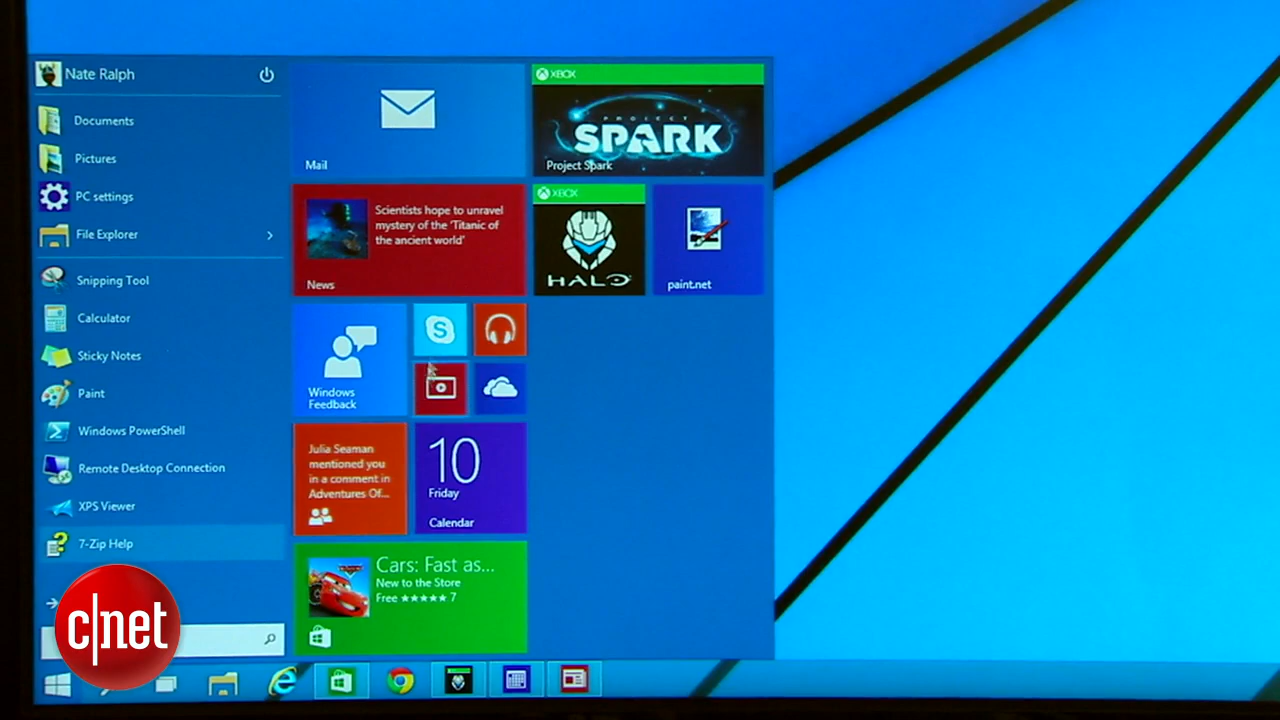 Nate Ralph
Documents
Pictures
PC settings
File Explorer
Snipping Tool
Calculator
Sticky Notes
Paint
Windows PowerShell
Remote Desktop Connection
XPS Viewer
7-Zip Help
Mail
Scientists hope to unravel
mystery of the 'Titanic of
the ancient world'
News
Windows
Feedback
S
Julia Seaman
mentioned you
in a comment in
Adventures Of...
10
Friday
Calendar
Cars: Fast as...
New to the Store
Free ★★★★★ 7
XBOX
PROJECT
SPARK
Project Spark
XBOX
HALO
paint.net
c|net